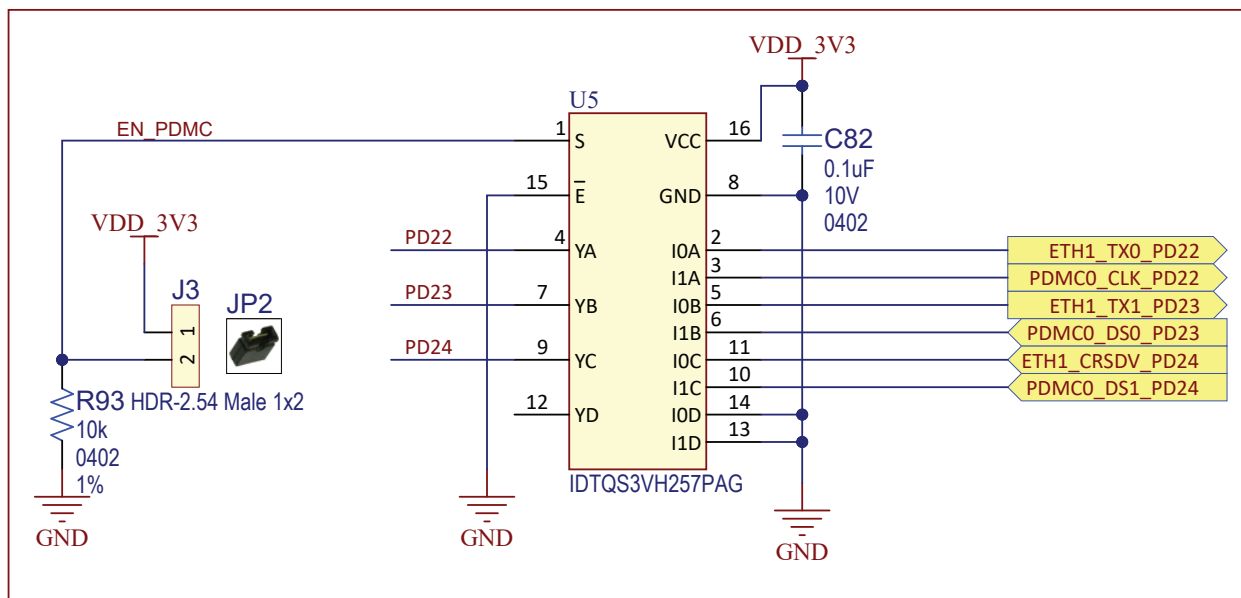 VDD_3V3
U5
EN_PDMC
1
S
VCC
16
C82
0.1uF
10V
0402
15
E
GND
8
VDD_3V3
PD22
4
YA
I0A
2
ETH1_TX0_PD22
I1A
3
PDMC0_CLK_PD22
J3
JP2
PD23
7
YB
I0B
5
ETH1_TX1_PD23
1
I1B
6
PDMC0_DS0_PD23
2
PD24
9
YC
I0C
11
ETH1_CRSDV_PD24
I1C
10
PDMC0_DS1_PD24
R93
HDR-2.54 Male 1x2
10k
0402
1%
12
YD
I0D
14
I1D
13
IDTQS3VH257PAG
GND
GND
GND